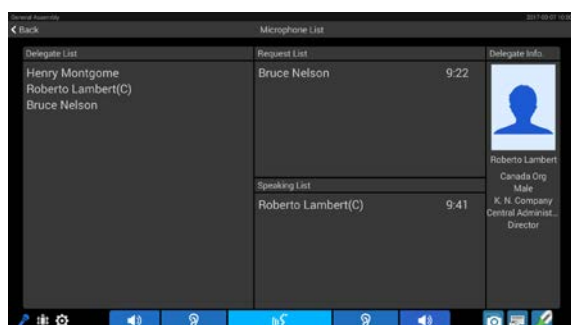 General Assembly 2017-03-07 10:00
Back Microphone List
Delegate List
Henry Montgome
Roberto Lambert(C)
Bruce Nelson
Request List
Bruce Nelson 9:22
Speaking List
Roberto Lambert(C) 9:41
Delegate Info.
Roberto Lambert
Canada Org
Male
K. N. Company
Central Administ...
Director